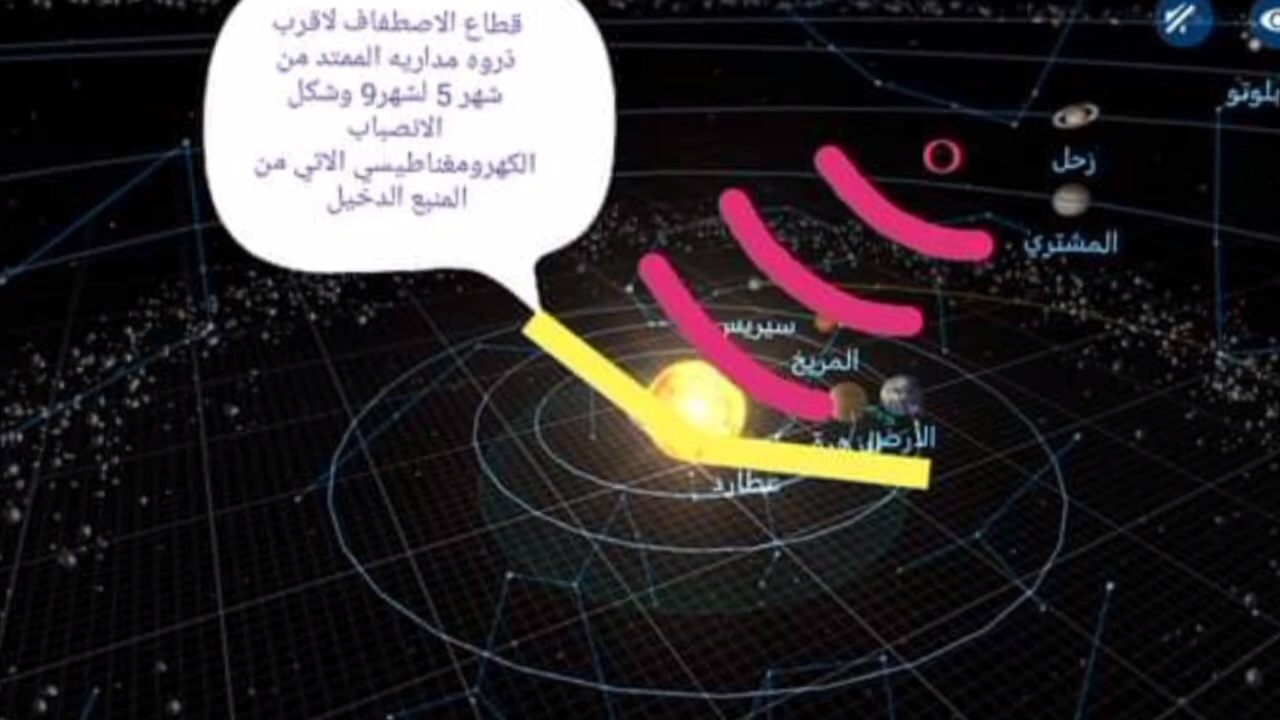 قطاع الاصطفاف لاقرب
ذروه مداريه الممتد من
شهر 5 لشهر9 وشكل
الانصباب
الكهرومغناطيسي الاتي من
المنبع الدخيل
بلوتو
زحل
المشتري
سيريس
المريخ
الأرض
عطارد